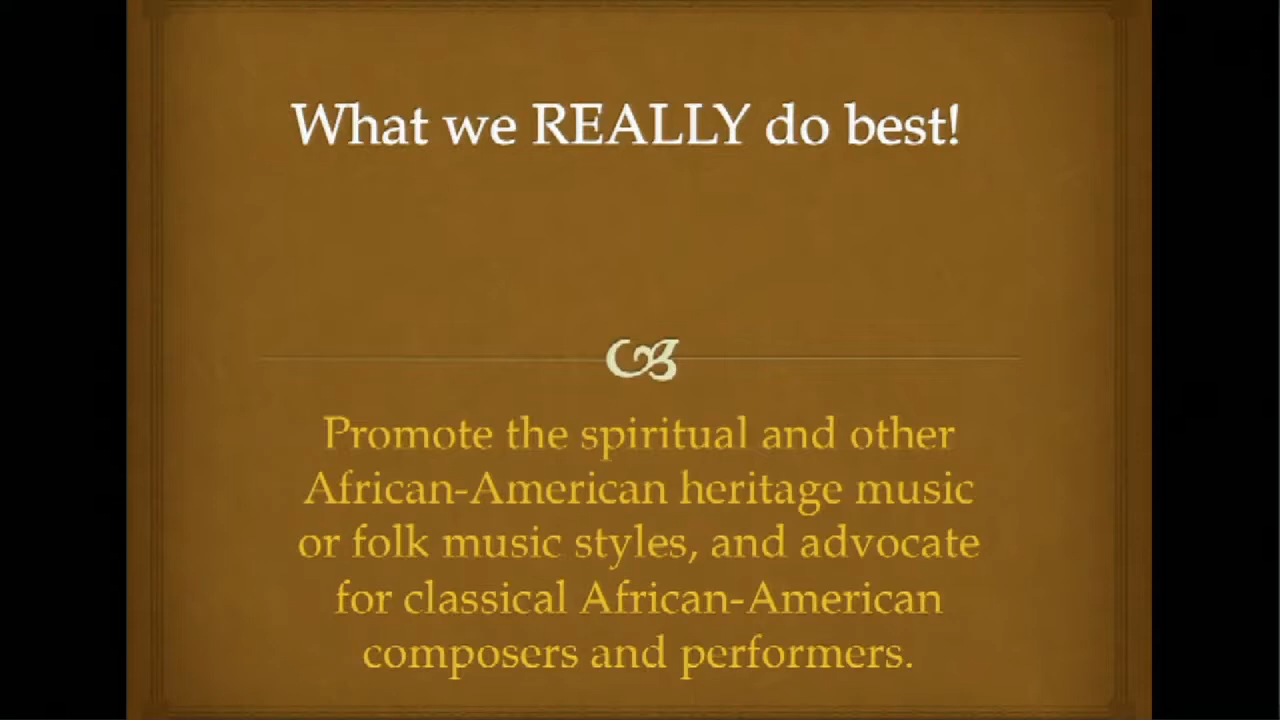 What we REALLY do best!
Promote the spiritual and other
African-American heritage music
or folk music styles, and advocate
for classical African-American
composers and performers.